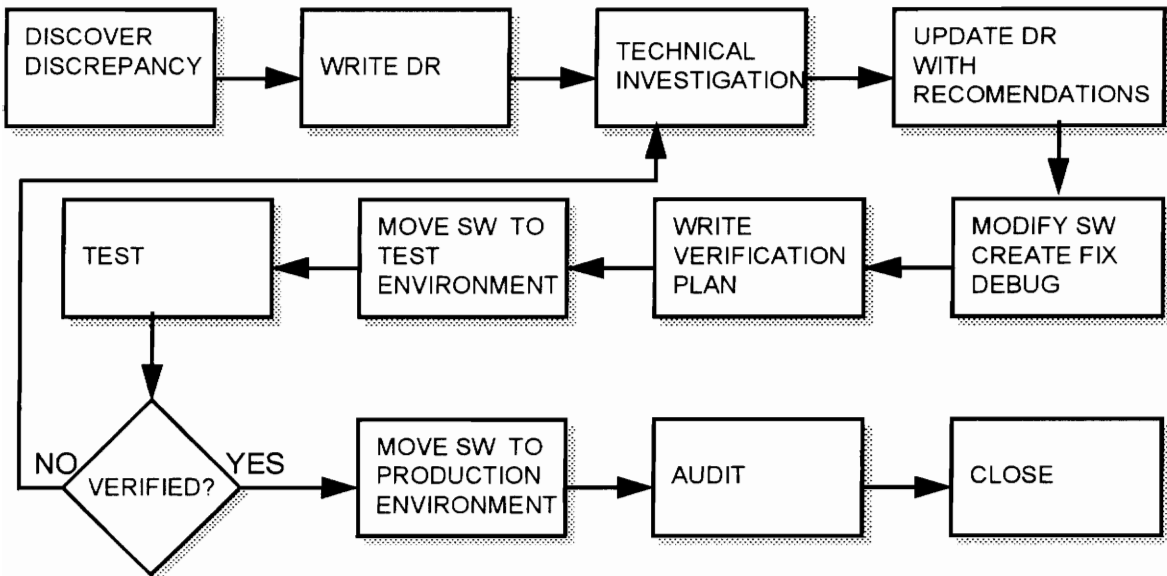 DISCOVER
DISCREPANCY
WRITE DR
TECHNICAL
INVESTIGATION
UPDATE DR
WITH
RECOMENDATIONS
MODIFY SW
CREATE FIX
DEBUG
WRITE
VERIFICATION
PLAN
MOVE SW TO
TEST
ENVIRONMENT
TEST
VERIFIED?
NO
YES
MOVE SW TO
PRODUCTION
ENVIRONMENT
AUDIT
CLOSE